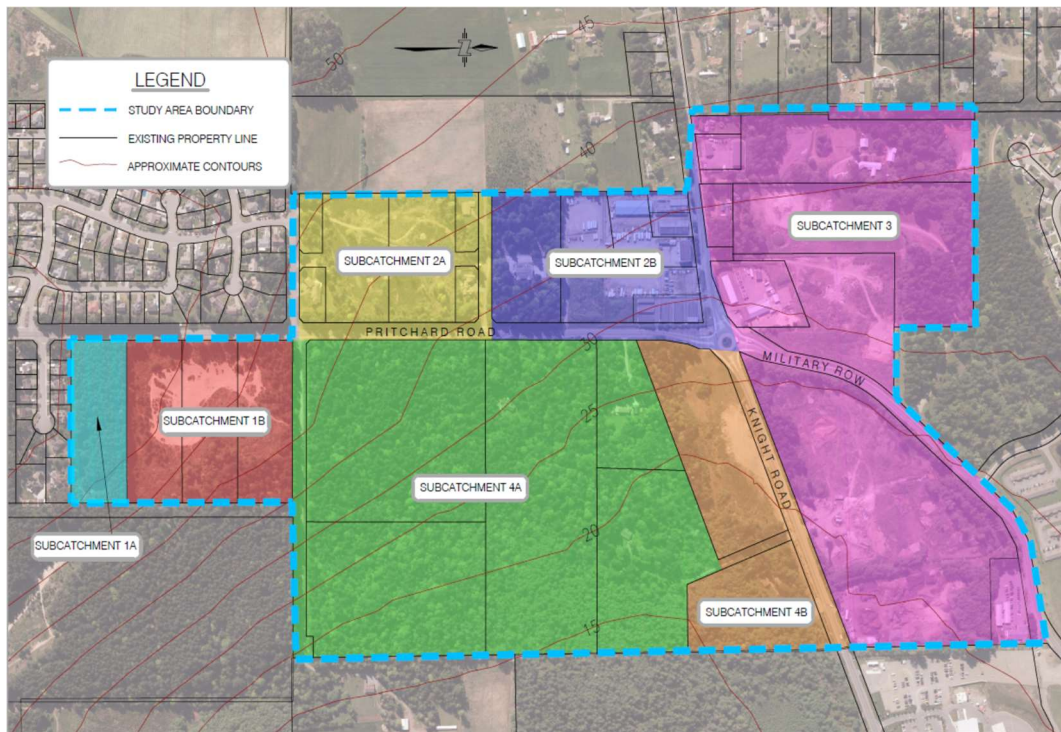 LEGEND
STUDY AREA BOUNDARY
EXISTING PROPERTY LINE
APPROXIMATE CONTOURS
50
45
Z
40
SUBCATCHMENT 3
SUBCATCHMENT 2A
SUBCATCHMENT 2B
PRITCHARD ROAD
30
MILITARY ROW
25
SUBCATCHMENT 1B
KNIGHT ROAD
SUBCATCHMENT 4A
20
SUBCATCHMENT 1A
SUBCATCHMENT 4B
15